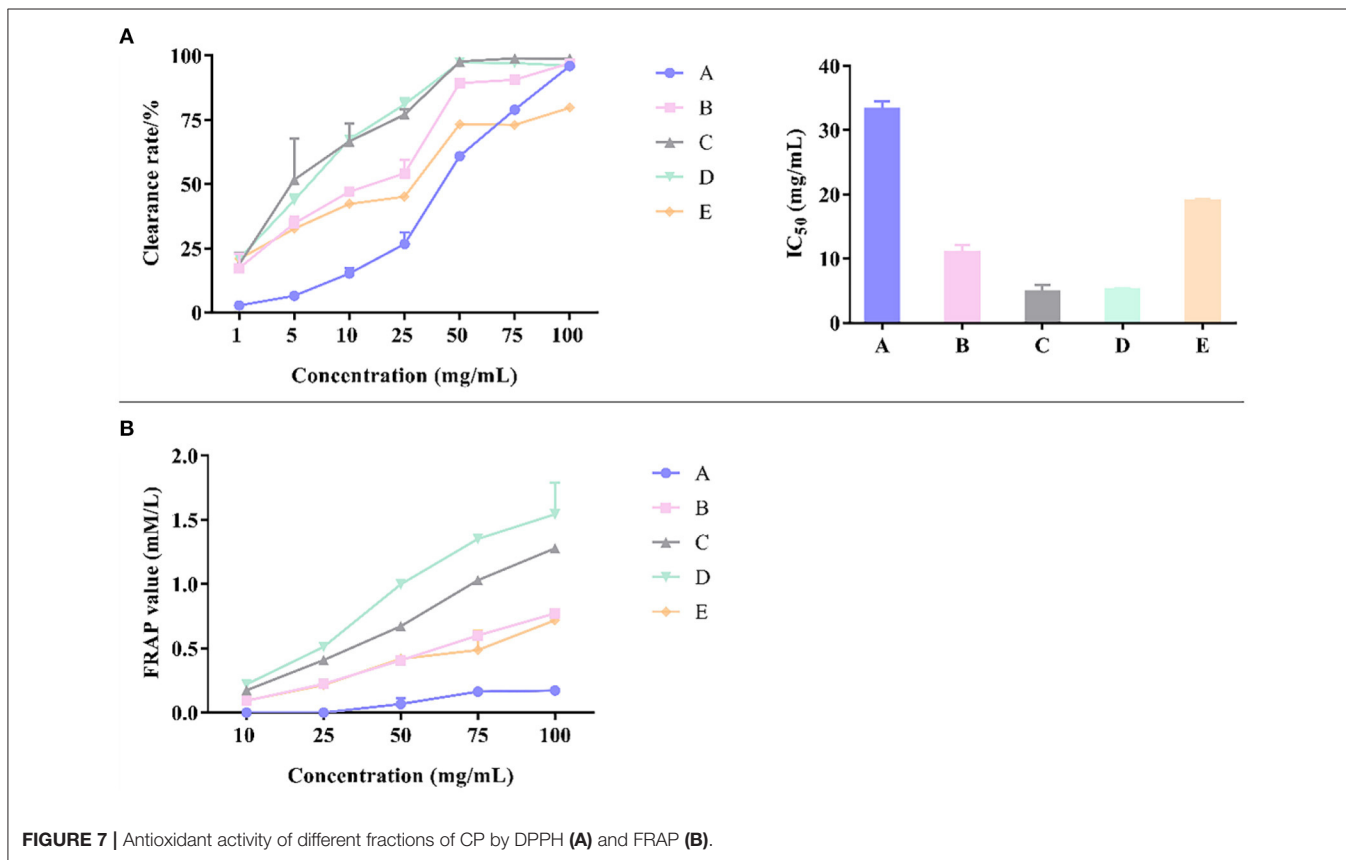 A
100
75
50
25
0
Clearance rate/%
1 5 10 25 50 75 100
Concentration (mg/mL)
A
B
C
D
E
40
30
20
10
0
IC50 (mg/mL)
A B C D E
B
2.0
1.5
1.0
0.5
0.0
FRAP value (mM/L)
10 25 50 75 100
Concentration (mg/mL)
A
B
C
D
E
FIGURE 7 | Antioxidant activity of different fractions of CP by DPPH (A) and FRAP (B).